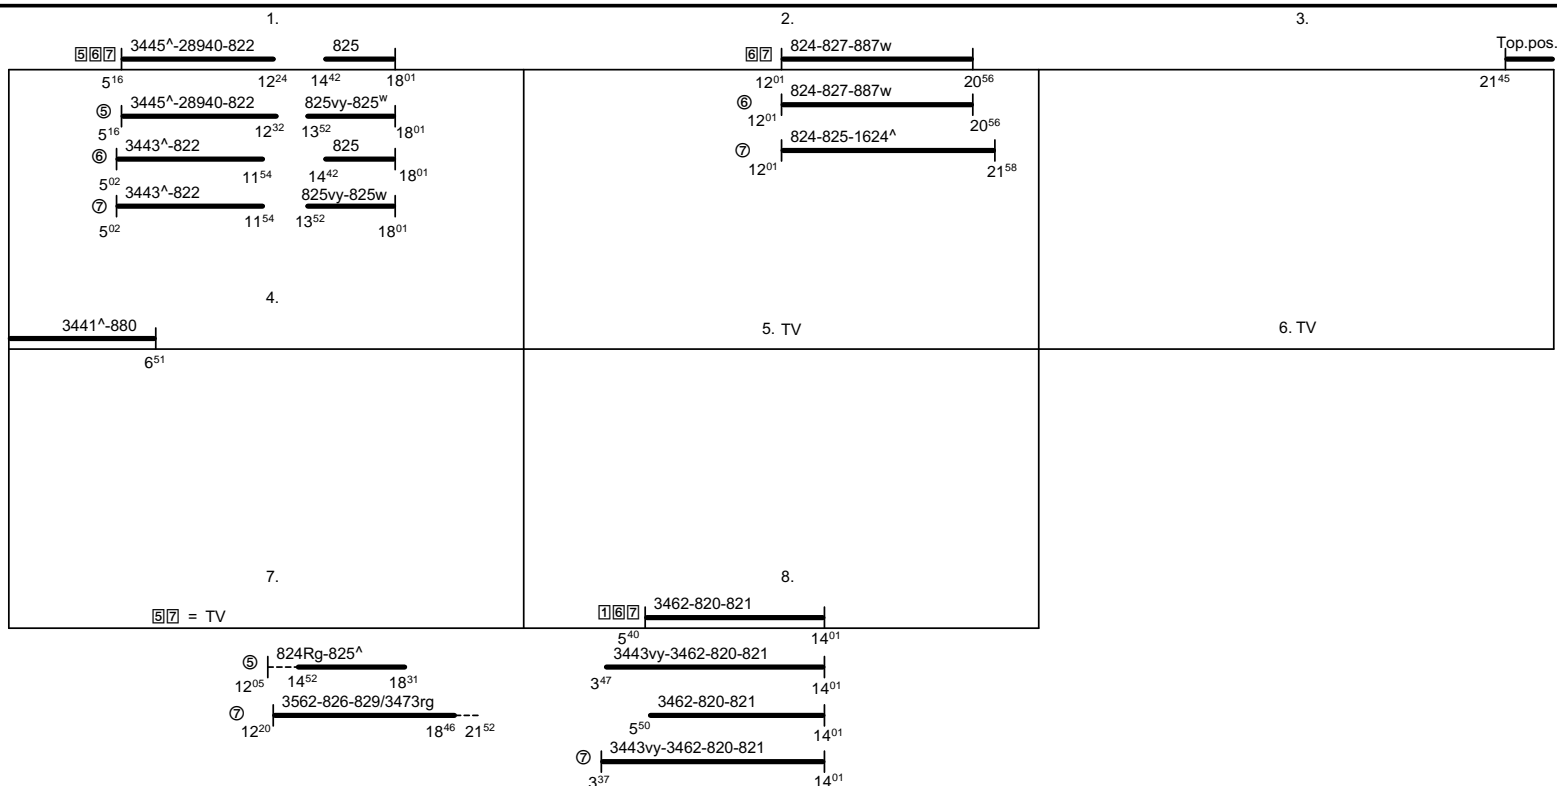 1. 2. 3.
5 6 7 3445^-28940-822 825 6 7 824-827-887w Top.pos.
5¹⁶ 12²⁴ 14⁴² 18⁰¹ 12⁰¹ 20⁵⁶ 21⁴⁵
⑤ 3445^-28940-822 825vy-825ʷ ⑥ 824-827-887w
5¹⁶ 12³² 13⁵² 18⁰¹ 12⁰¹ 20⁵⁶
⑥ 3443^-822 825 ⑦ 824-825-1624^
5⁰² 11⁵⁴ 14⁴² 18⁰¹ 12⁰¹ 21⁵⁸
⑦ 3443^-822 825vy-825w
5⁰² 11⁵⁴ 13⁵² 18⁰¹
4.
3441^-880 5. TV 6. TV
6⁵¹
7. 8.
5 7 = TV 1 6 7 3462-820-821
5⁴⁰ 14⁰¹
⑤ 824Rg-825^ 3443vy-3462-820-821
12⁰⁵ 14⁵² 18³¹ 3⁴⁷ 14⁰¹
⑦ 3562-826-829/3473rg 3462-820-821
12²⁰ 18⁴⁶ 21⁵² 5⁵⁰ 14⁰¹
⑦ 3443vy-3462-820-821
3³⁷ 14⁰¹